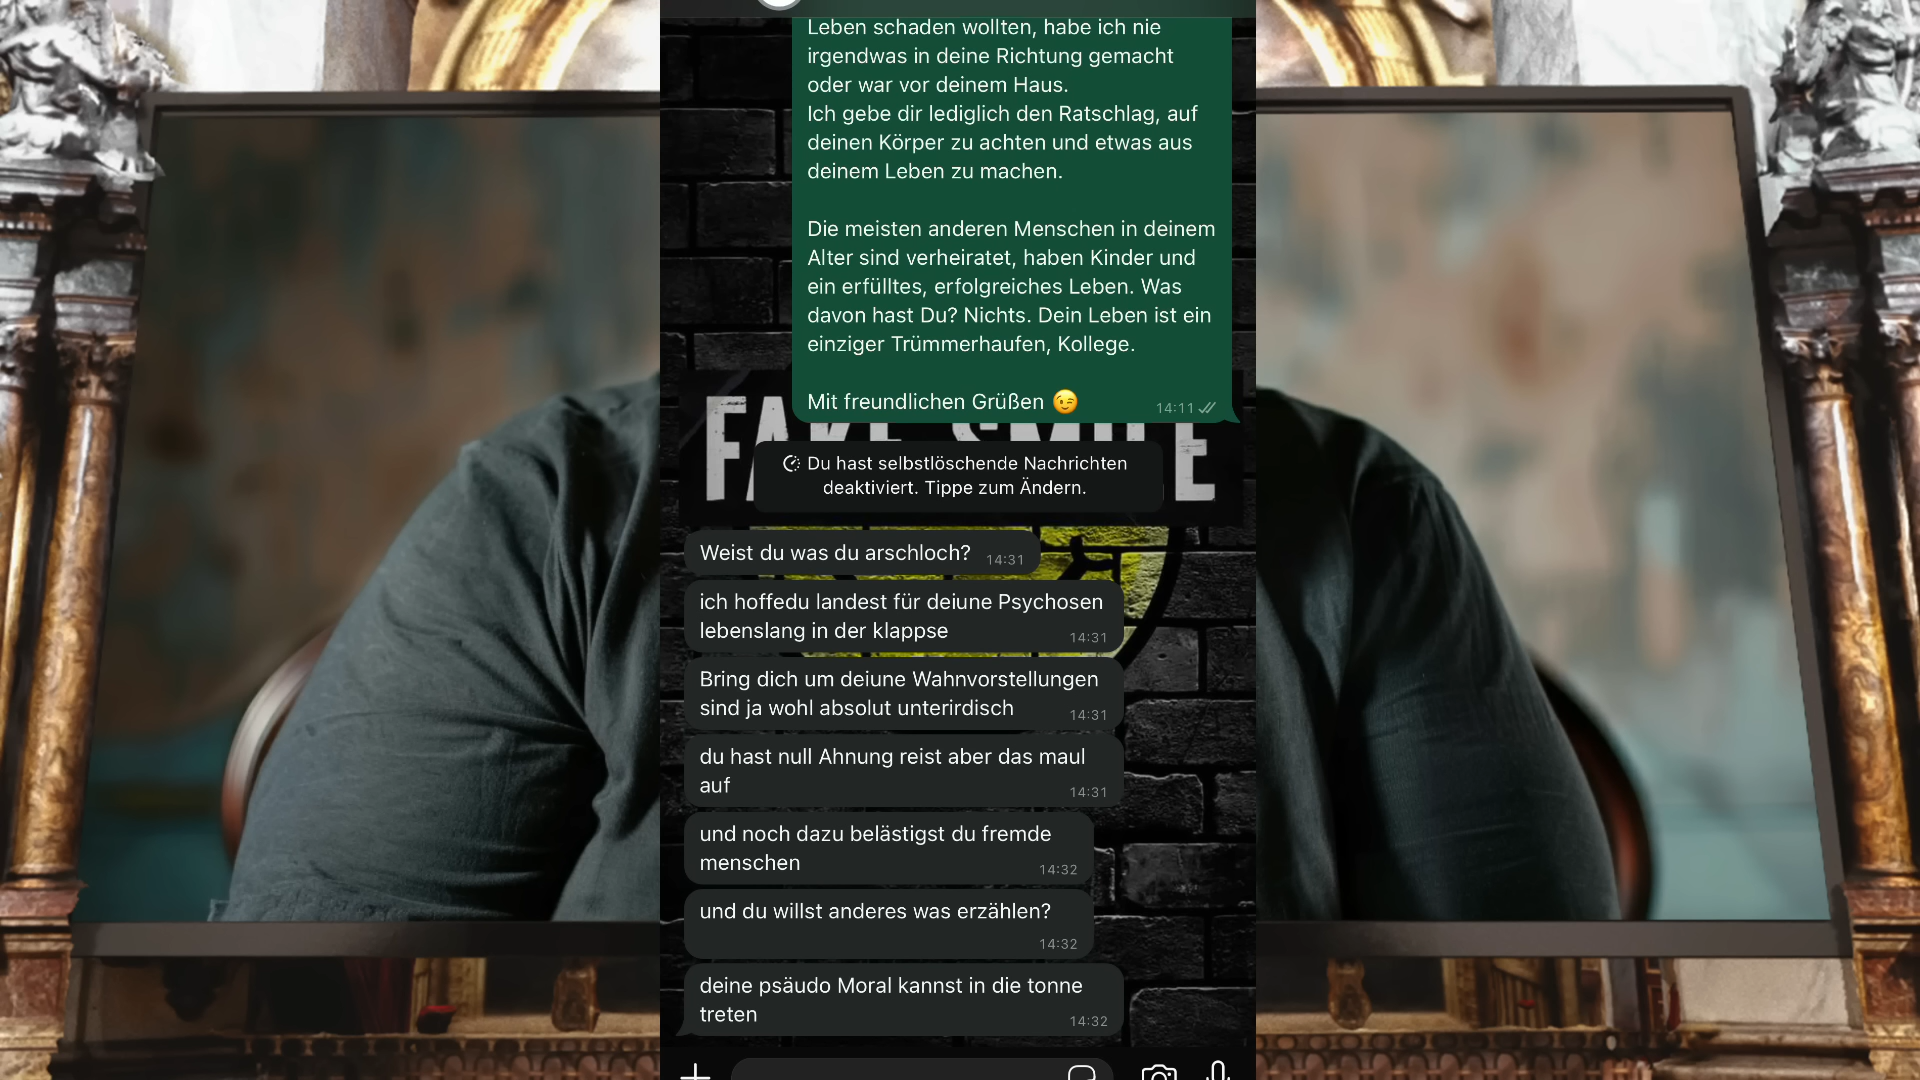 Leben schaden wollten, habe ich nie
irgendwas in deine Richtung gemacht
oder war vor deinem Haus.
Ich gebe dir lediglich den Ratschlag, auf
deinen Körper zu achten und etwas aus
deinem Leben zu machen.
Die meisten anderen Menschen in deinem
Alter sind verheiratet, haben Kinder und
ein erfülltes, erfolgreiches Leben. Was
davon hast Du? Nichts. Dein Leben ist ein
einziger Trümmerhaufen, Kollege.
Mit freundlichen Grüßen 😉
14:11
FAKE SMILE
Du hast selbstlöschende Nachrichten
deaktiviert. Tippe zum Ändern.
Weist du was du arschloch? 14:31
ich hoffedu landest für deiune Psychosen
lebenslang in der klappse 14:31
Bring dich um deiune Wahnvorstellungen
sind ja wohl absolut unterirdisch 14:31
du hast null Ahnung reist aber das maul
auf 14:31
und noch dazu belästigst du fremde
menschen 14:32
und du willst anderes was erzählen?
14:32
deine psäudo Moral kannst in die tonne
treten 14:32